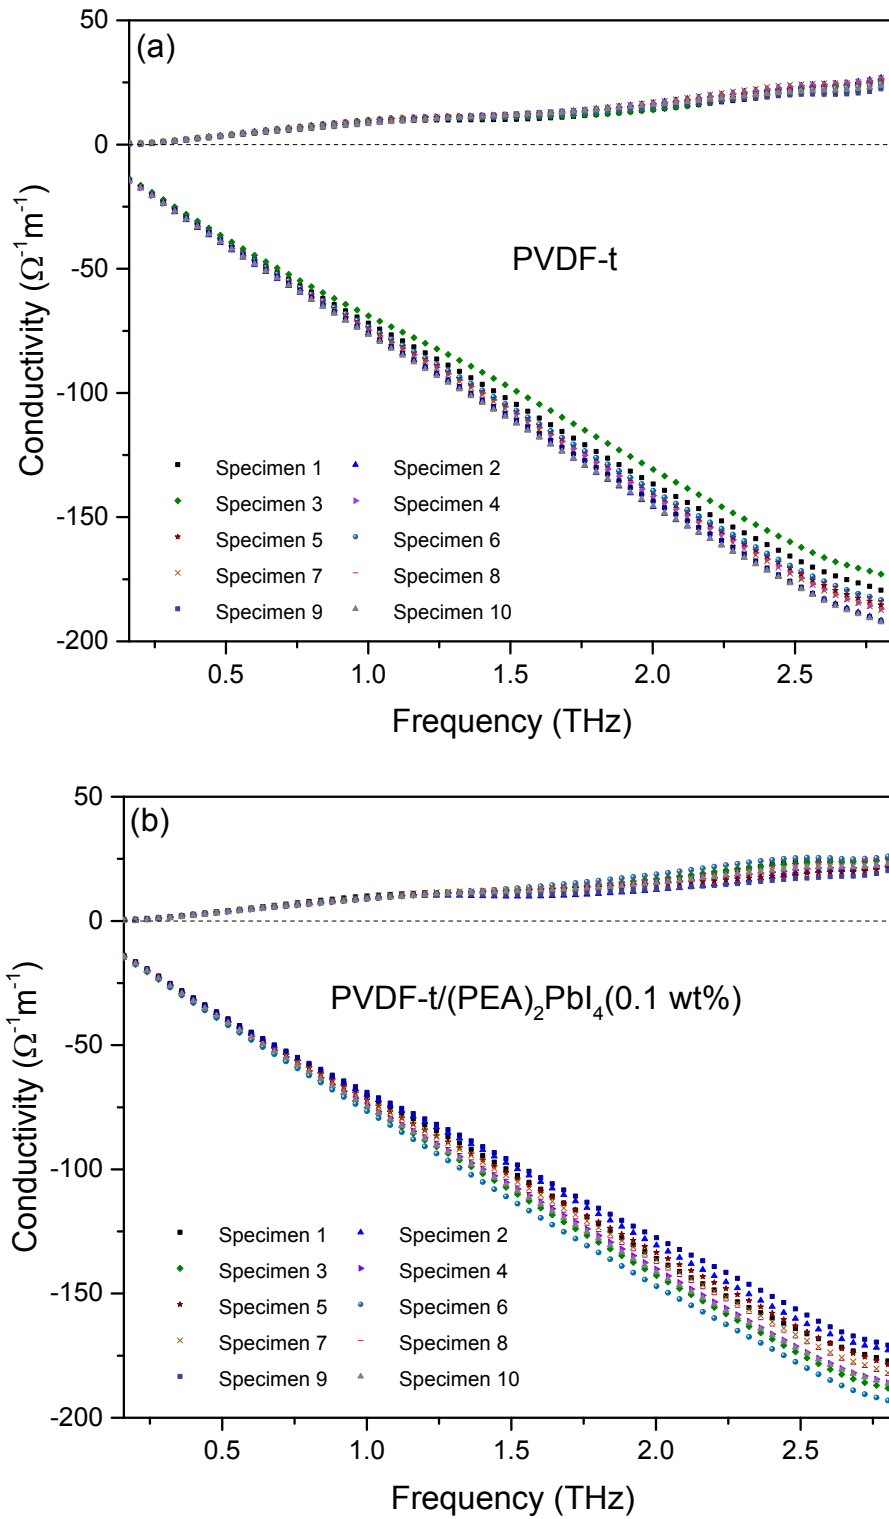 (a)
50
0
-50
-100
-150
-200
Conductivity (Ω⁻¹m⁻¹)
PVDF-t
Specimen 1 Specimen 2
Specimen 3 Specimen 4
Specimen 5 Specimen 6
Specimen 7 Specimen 8
Specimen 9 Specimen 10
0.5 1.0 1.5 2.0 2.5
Frequency (THz)
(b)
50
0
-50
-100
-150
-200
Conductivity (Ω⁻¹m⁻¹)
PVDF-t/(PEA)₂PbI₄(0.1 wt%)
Specimen 1 Specimen 2
Specimen 3 Specimen 4
Specimen 5 Specimen 6
Specimen 7 Specimen 8
Specimen 9 Specimen 10
0.5 1.0 1.5 2.0 2.5
Frequency (THz)